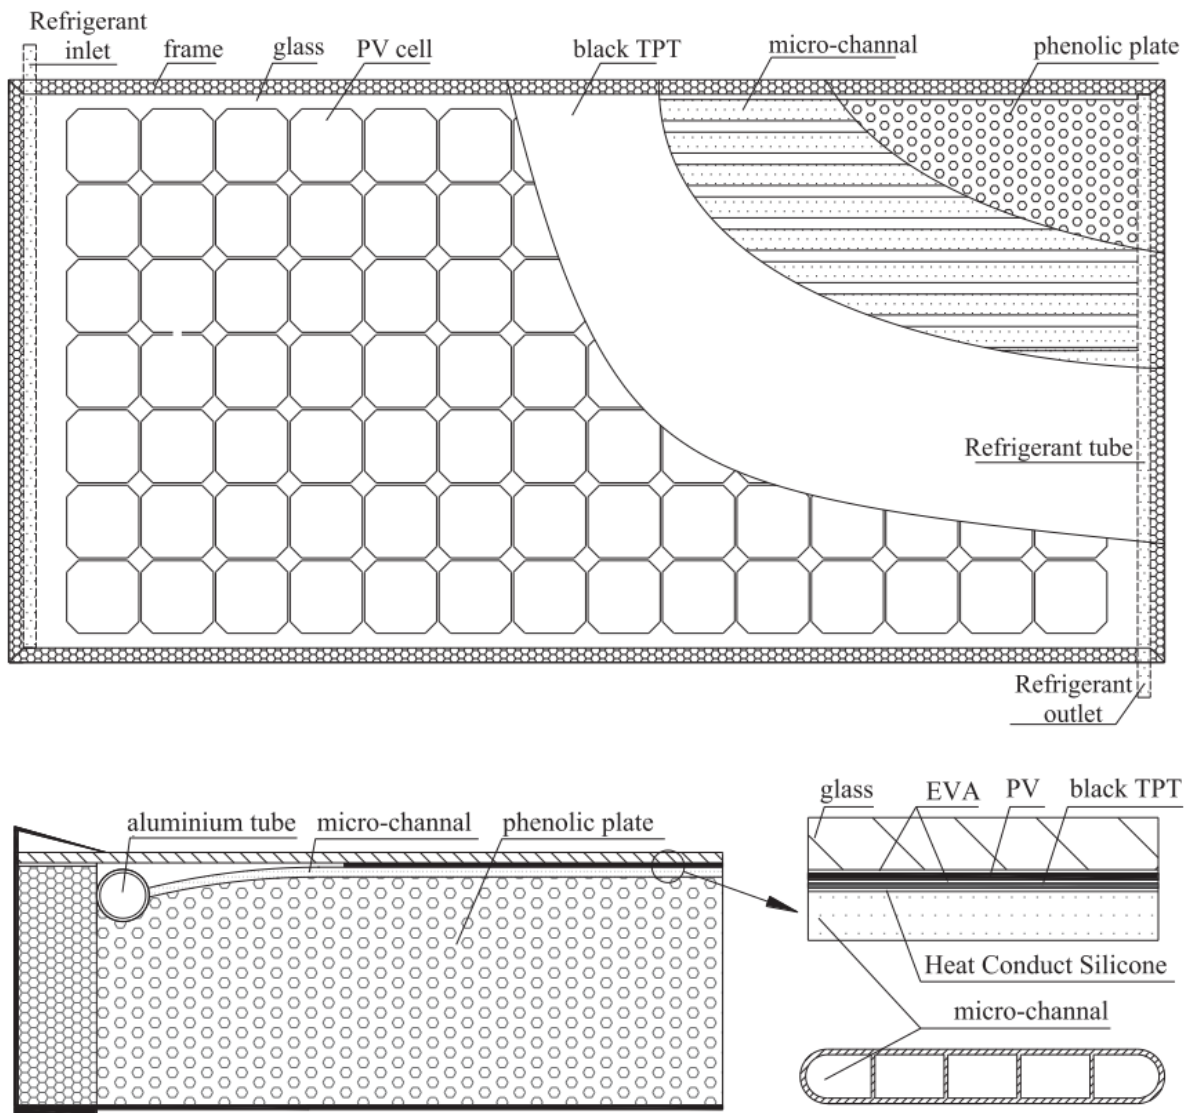 Refrigerant
inlet
frame
glass
PV cell
black TPT
micro-channal
phenolic plate
Refrigerant tube
Refrigerant
outlet
aluminium tube
micro-channal
phenolic plate
glass
EVA
PV
black TPT
Heat Conduct Silicone
micro-channal